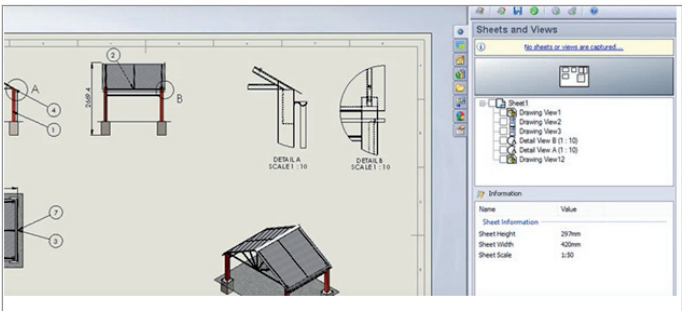 Sheets and Views
No sheets or views are captured....
Sheet1
Drawing View1
Drawing View2
Drawing View3
Detail View B (1 : 10)
Detail View A (1 : 10)
Drawing View12
Information
Name Value
Sheet Information
Sheet Height 297mm
Sheet Width 420mm
Sheet Scale 1:50
2
A
B
2669.4
4
1
DETAIL A
SCALE 1 : 10
DETAIL B
SCALE 1 : 10
7
3